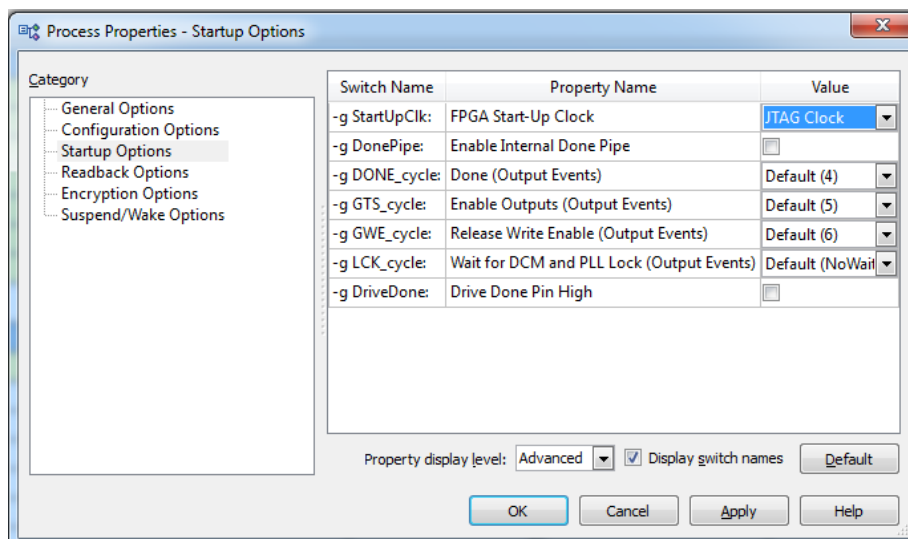 Process Properties - Startup Options
Category
General Options
Configuration Options
Startup Options
Readback Options
Encryption Options
Suspend/Wake Options
Switch Name Property Name Value
-g StartUpClk: FPGA Start-Up Clock JTAG Clock
-g DonePipe: Enable Internal Done Pipe
-g DONE_cycle: Done (Output Events) Default (4)
-g GTS_cycle: Enable Outputs (Output Events) Default (5)
-g GWE_cycle: Release Write Enable (Output Events) Default (6)
-g LCK_cycle: Wait for DCM and PLL Lock (Output Events) Default (NoWait
-g DriveDone: Drive Done Pin High
Property display level: Advanced Display switch names Default
OK Cancel Apply Help